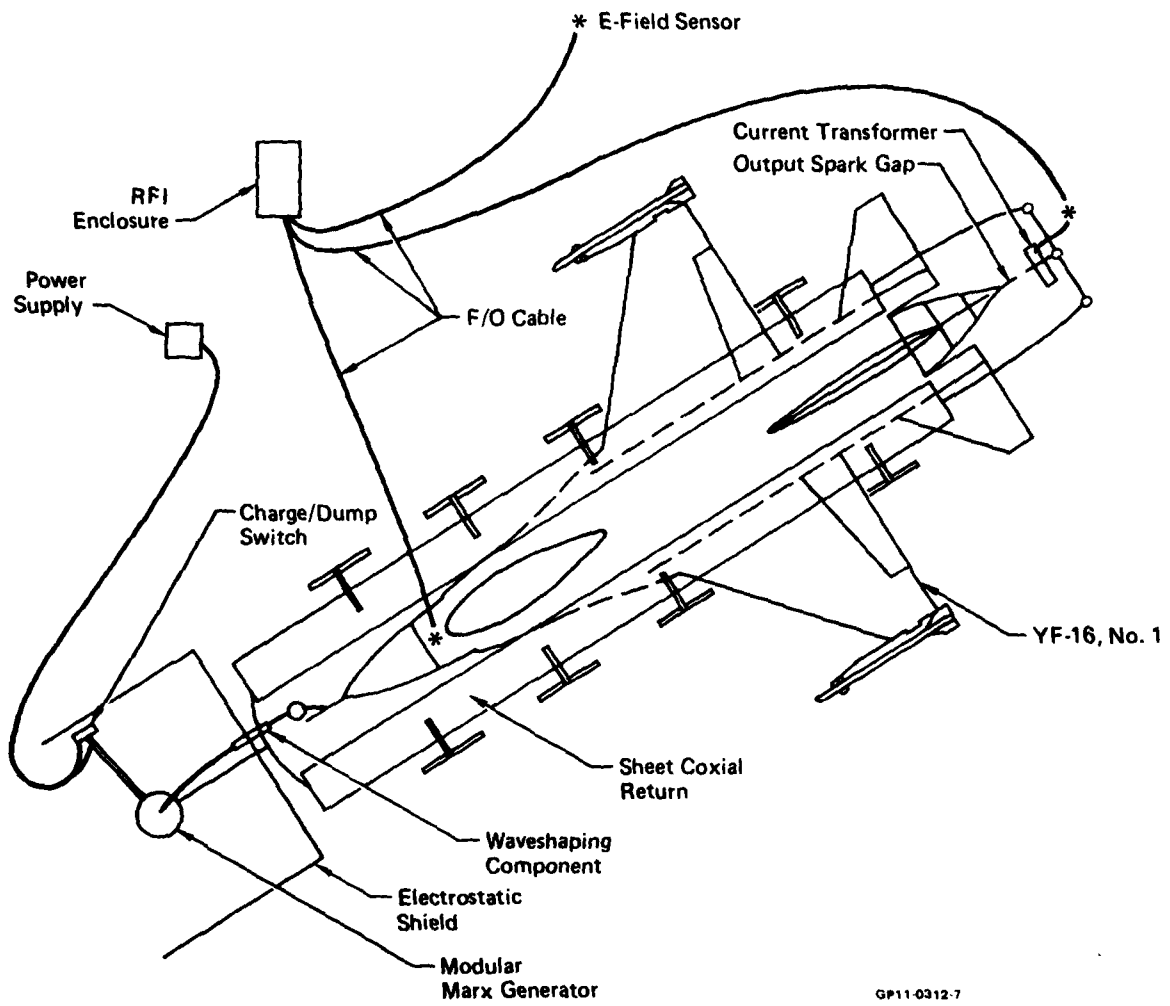 * E-Field Sensor
Current Transformer
Output Spark Gap
RFI
Enclosure
*
Power
Supply
F/O Cable
Charge/Dump
Switch
*
YF-16, No. 1
Sheet Coxial
Return
Waveshaping
Component
Electrostatic
Shield
Modular
Marx Generator
GP11-0312-7